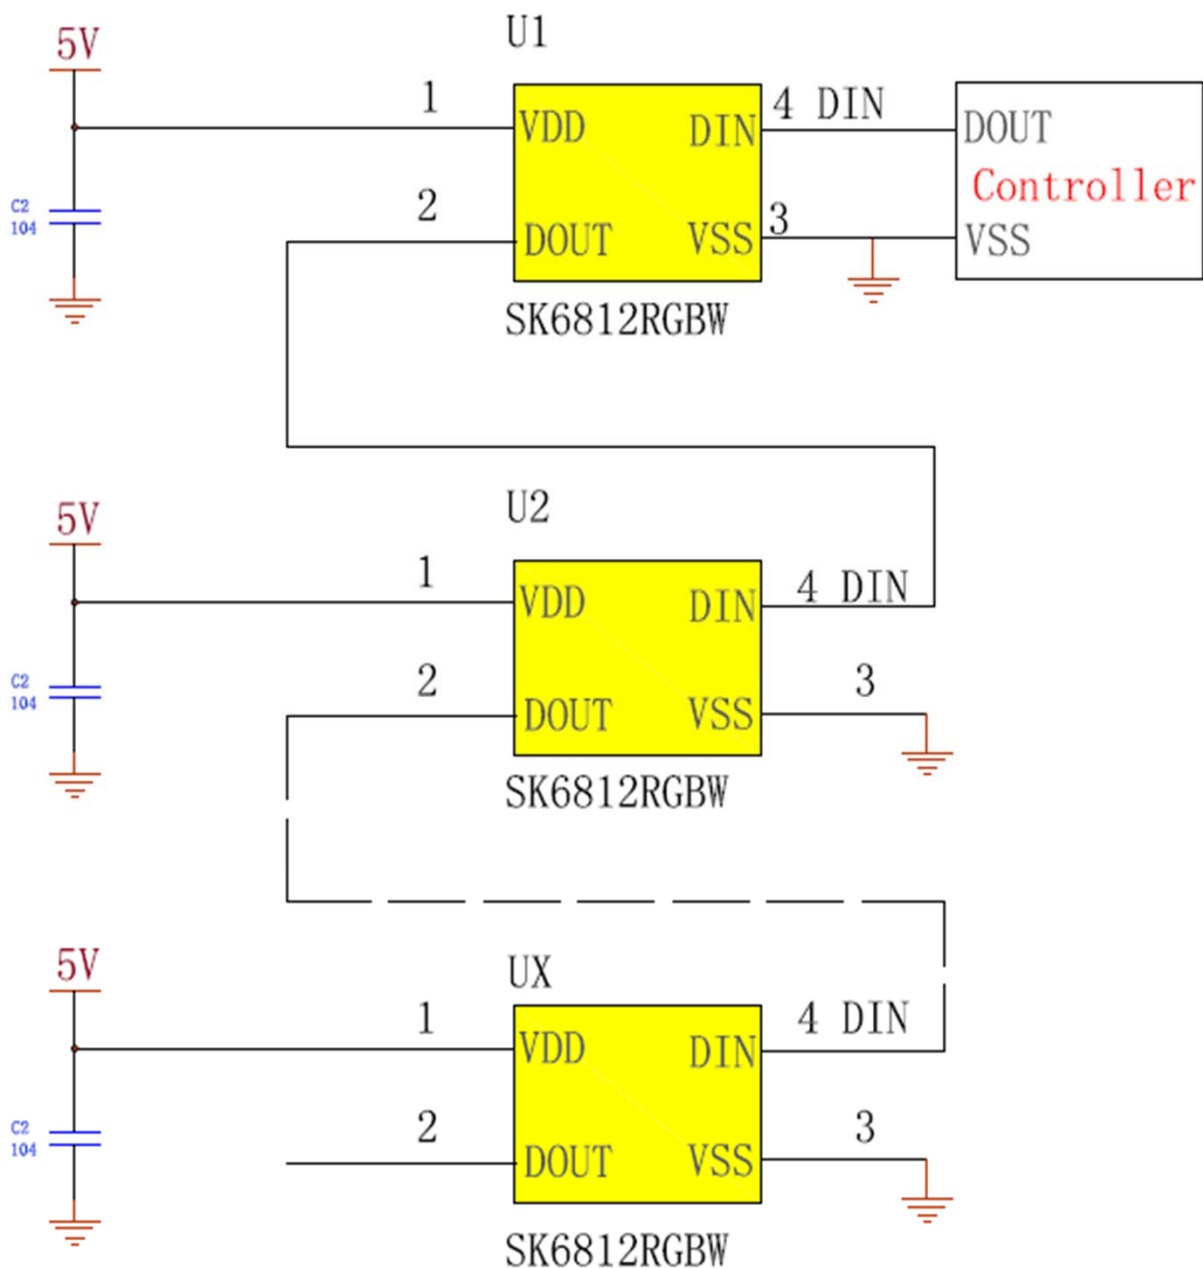 U1
5V
1
4 DIN
VDD
DIN
DOUT
Controller
C2
104
2
3
DOUT
VSS
VSS
SK6812RGBW
U2
5V
1
4 DIN
VDD
DIN
C2
104
2
3
DOUT
VSS
SK6812RGBW
UX
5V
1
4 DIN
VDD
DIN
C2
104
2
3
DOUT
VSS
SK6812RGBW